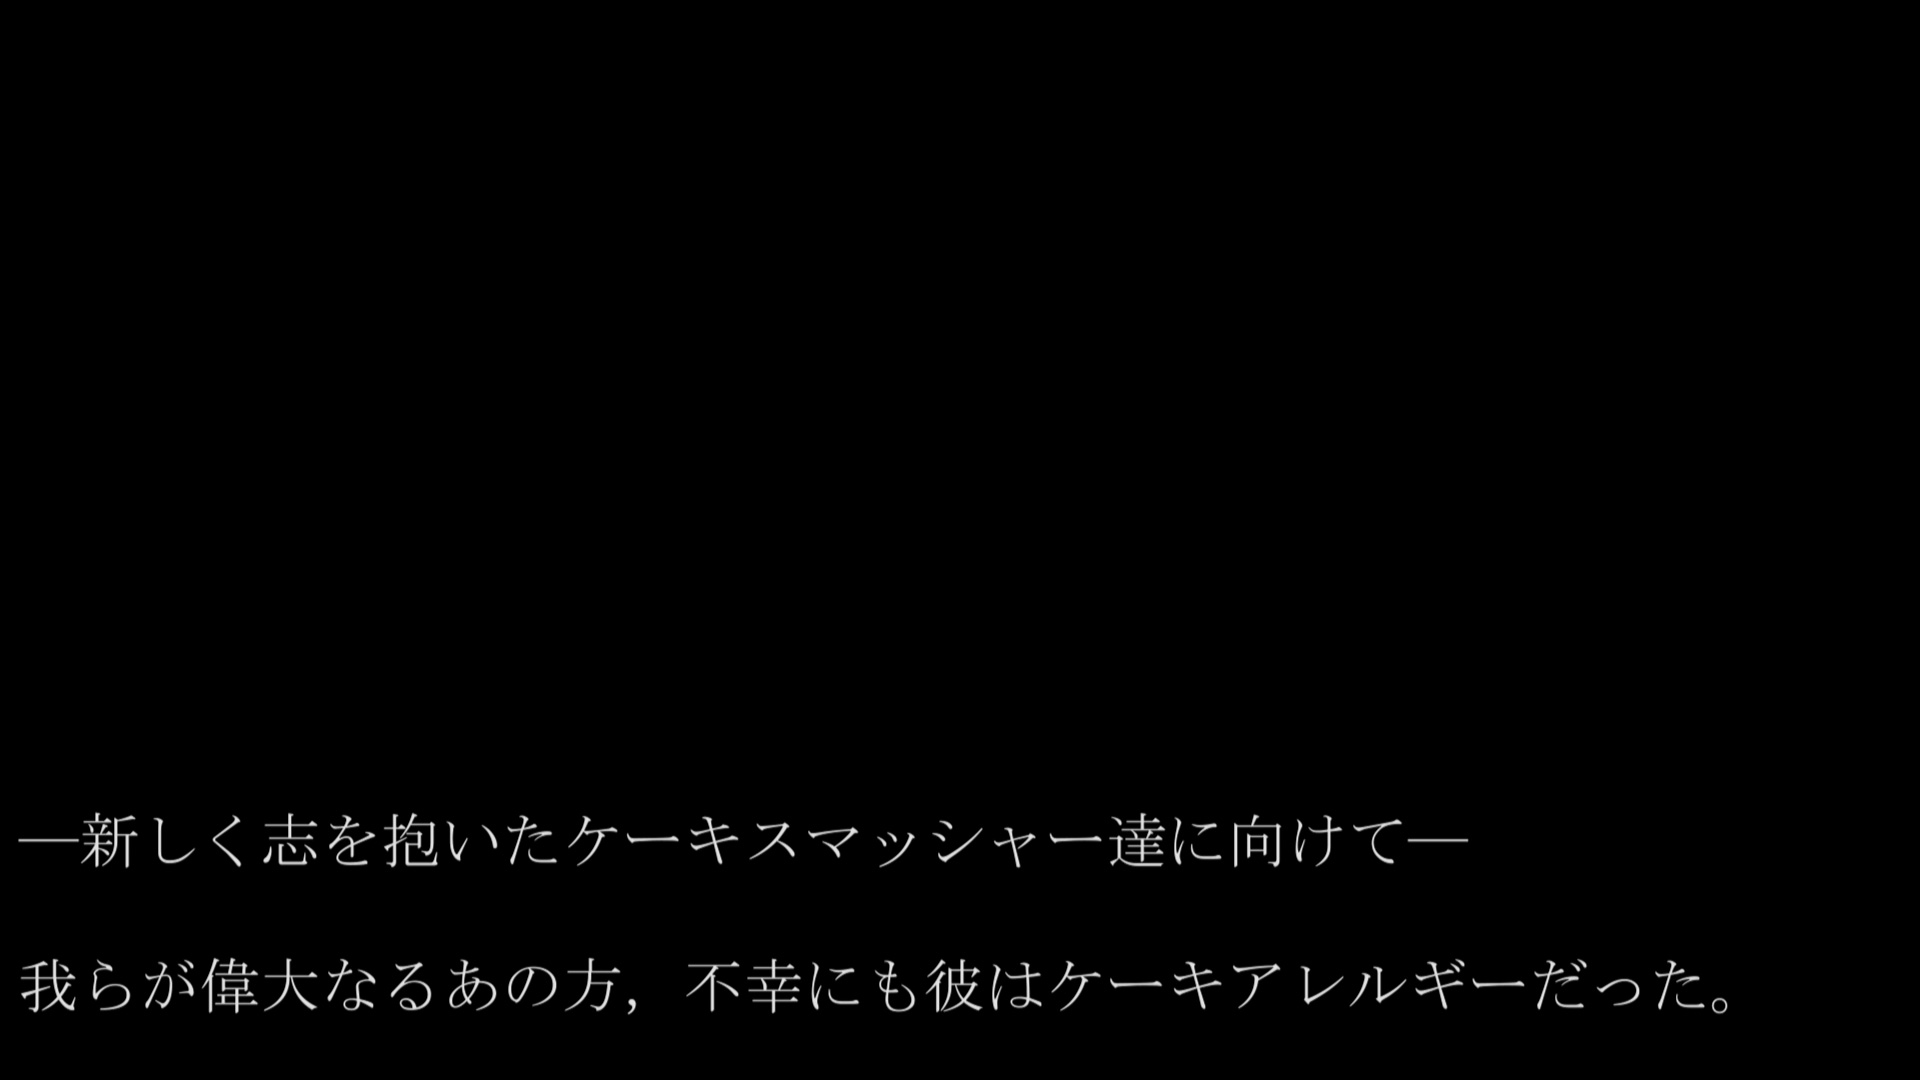 ―新しく志を抱いたケーキスマッシャー達に向けて―
我らが偉大なるあの方，不幸にも彼はケーキアレルギーだった。